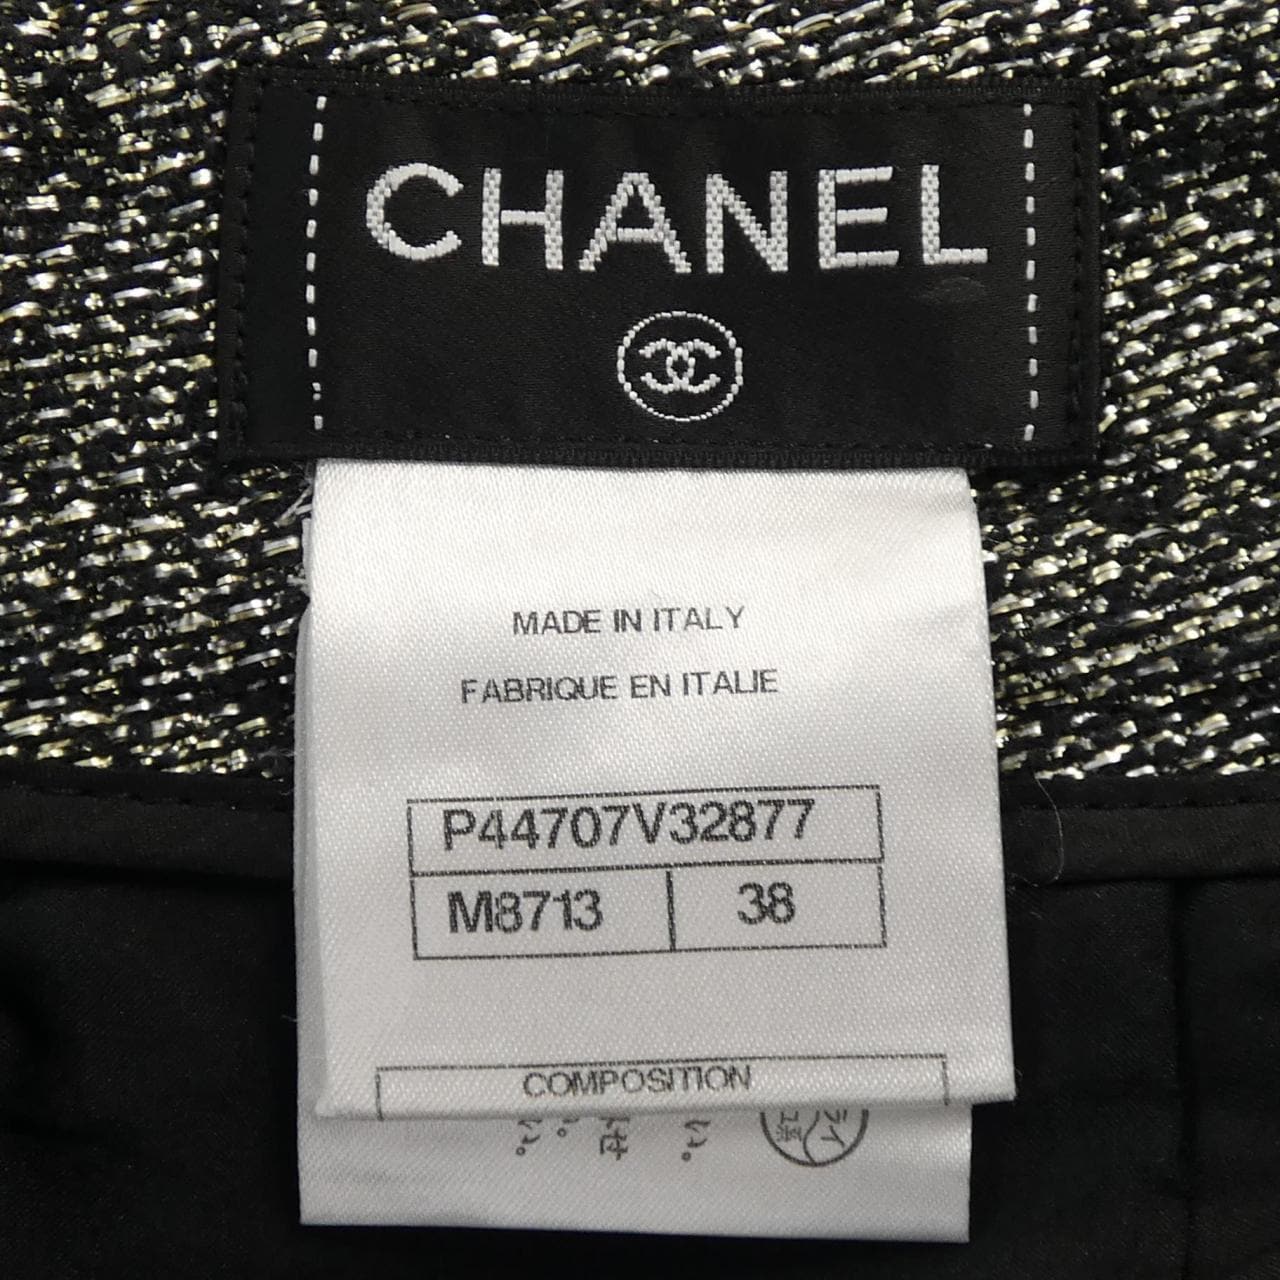 CHANEL
MADE IN ITALY
FABRIQUE EN ITALIE
P44707V32877
M8713 38
COMPOSITION